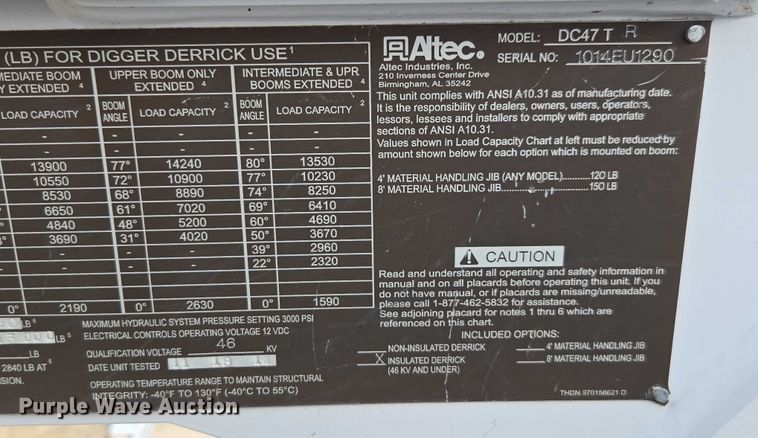 (LB) FOR DIGGER DERRICK USE¹
MEDIATE BOOM UPPER BOOM ONLY INTERMEDIATE & UPR.
EXTENDED ⁴ EXTENDED ⁴ BOOMS EXTENDED ⁴
LOAD CAPACITY ² BOOM ANGLE LOAD CAPACITY ² BOOM ANGLE LOAD CAPACITY ²
- - - - -
- - - - -
13900 77° 14240 80° 13530
10550 72° 10900 77° 10230
8530 68° 8890 74° 8250
6650 61° 7020 69° 6410
4840 48° 5200 60° 4690
3690 31° 4020 50° 3670
- - - 39° 2960
- - - 22° 2320
- - - - -
0° 2190 0° 2630 0° 1590
LB ⁶ MAXIMUM HYDRAULIC SYSTEM PRESSURE SETTING 3000 PSI
LB ⁵ ELECTRICAL CONTROLS OPERATING VOLTAGE 12 VDC
LB QUALIFICATION VOLTAGE 46 KV
2840 LB AT ⁶ DATE UNIT TESTED
SION.
OPERATING TEMPERATURE RANGE TO MAINTAIN STRUCTURAL
INTEGRITY: -40°F TO 130°F (-40°C TO 55°C)
Altec®
Altec Industries, Inc.
210 Inverness Center Drive
Birmingham, AL 35242
MODEL: DC47 T R
SERIAL NO: 1014EU1290
This unit complies with ANSI A10.31 as of manufacturing date.
It is the responsibility of dealers, owners, users, operators,
lessors, lessees and installers to comply with appropriate
sections of ANSI A10.31.
Values shown in Load Capacity Chart at left must be reduced by
amount shown below for each option which is mounted on boom:
4' MATERIAL HANDLING JIB (ANY MODEL)..............120 LB
8' MATERIAL HANDLING JIB..............150 LB
CAUTION
Read and understand all operating and safety information in
manual and on all placards before operating unit. If you
do not have manual, or if placards are missing/unreadable,
please call 1-877-462-5832 for assistance.
See adjoining placard for notes 1 thru 6 which are
referenced on this chart.
INCLUDED OPTIONS:
NON-INSULATED DERRICK 4' MATERIAL HANDLING JIB
X INSULATED DERRICK 8' MATERIAL HANDLING JIB
(46 KV AND UNDER)
THDN 970158621 D
Purple Wave Auction